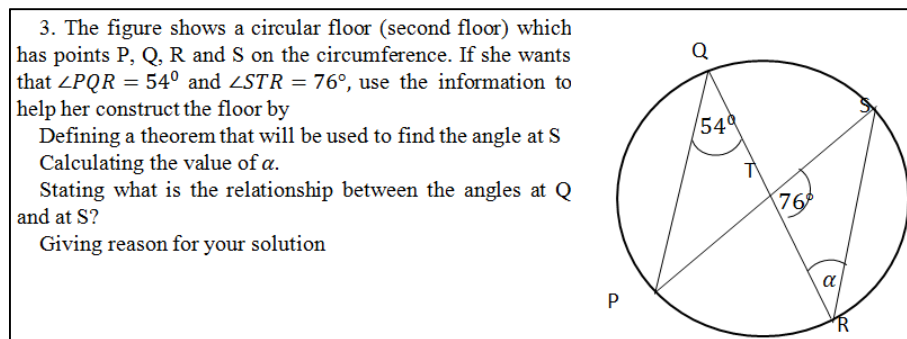 3. The figure shows a circular floor (second floor) which
has points P, Q, R and S on the circumference. If she wants
that ∠PQR = 54⁰ and ∠STR = 76°, use the information to
help her construct the floor by
Defining a theorem that will be used to find the angle at S
Calculating the value of α.
Stating what is the relationship between the angles at Q
and at S?
Giving reason for your solution
Q
S
54⁰
T
76⁰
α
P
R